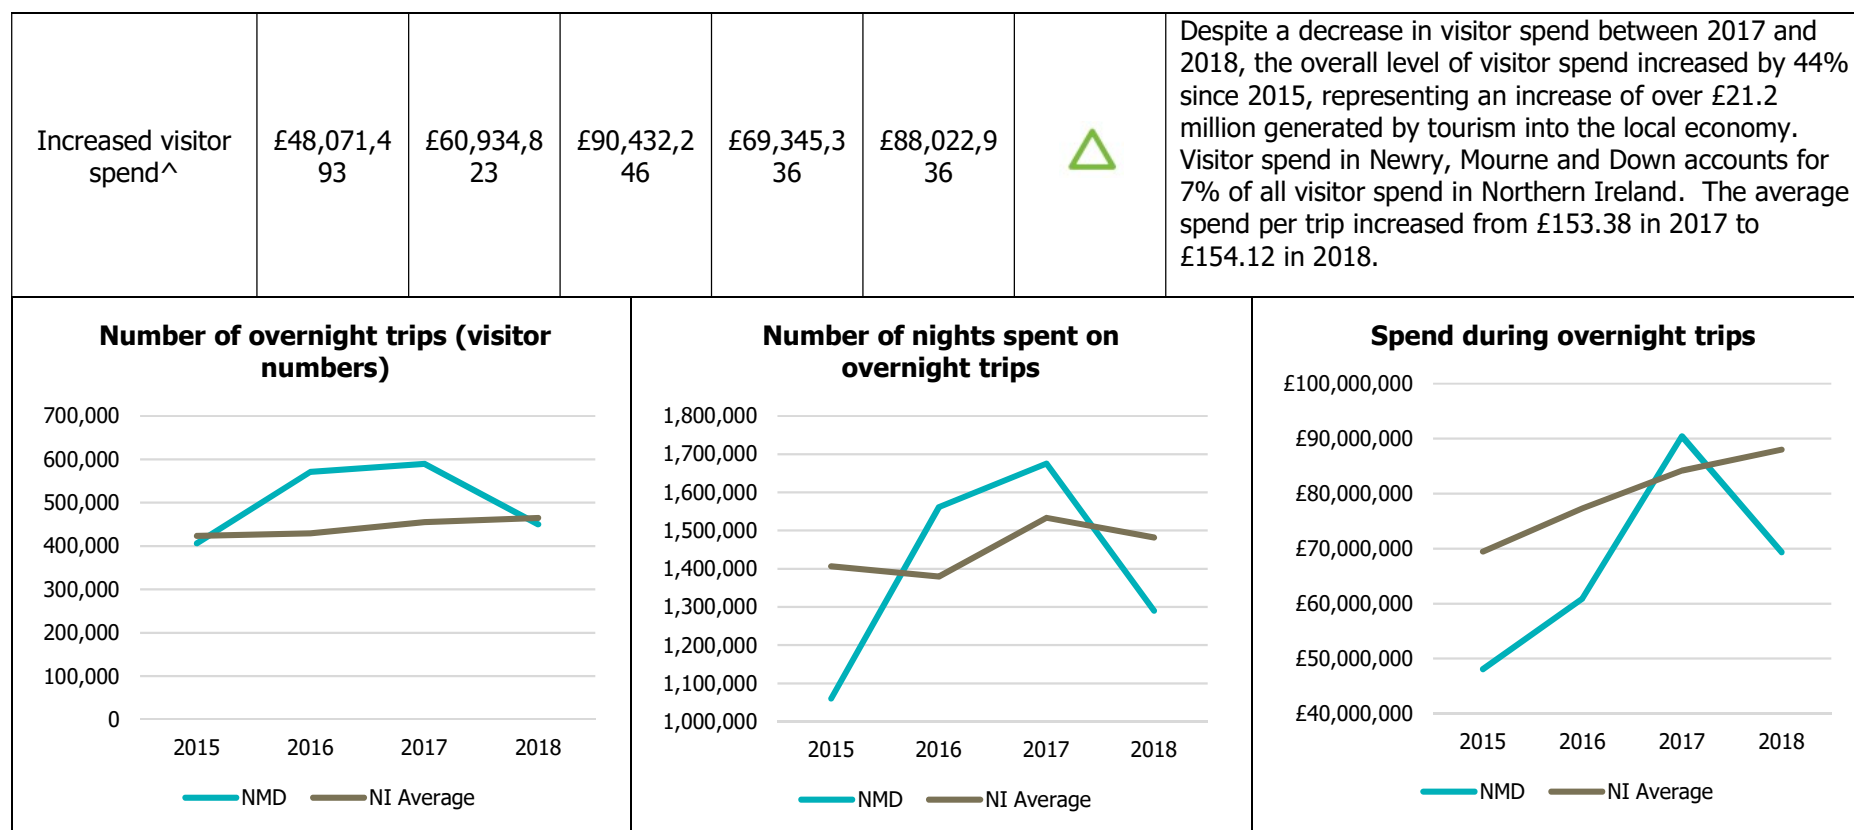 Increased visitor
spend^
£48,071,4
93
£60,934,8
23
£90,432,2
46
£69,345,3
36
£88,022,9
36
Despite a decrease in visitor spend between 2017 and
2018, the overall level of visitor spend increased by 44%
since 2015, representing an increase of over £21.2
million generated by tourism into the local economy.
Visitor spend in Newry, Mourne and Down accounts for
7% of all visitor spend in Northern Ireland.  The average
spend per trip increased from £153.38 in 2017 to
£154.12 in 2018.
Number of overnight trips (visitor
numbers)
700,000
600,000
500,000
400,000
300,000
200,000
100,000
0
2015 2016 2017 2018
NMD NI Average
Number of nights spent on
overnight trips
1,800,000
1,700,000
1,600,000
1,500,000
1,400,000
1,300,000
1,200,000
1,100,000
1,000,000
2015 2016 2017 2018
NMD NI Average
Spend during overnight trips
£100,000,000
£90,000,000
£80,000,000
£70,000,000
£60,000,000
£50,000,000
£40,000,000
2015 2016 2017 2018
NMD NI Average